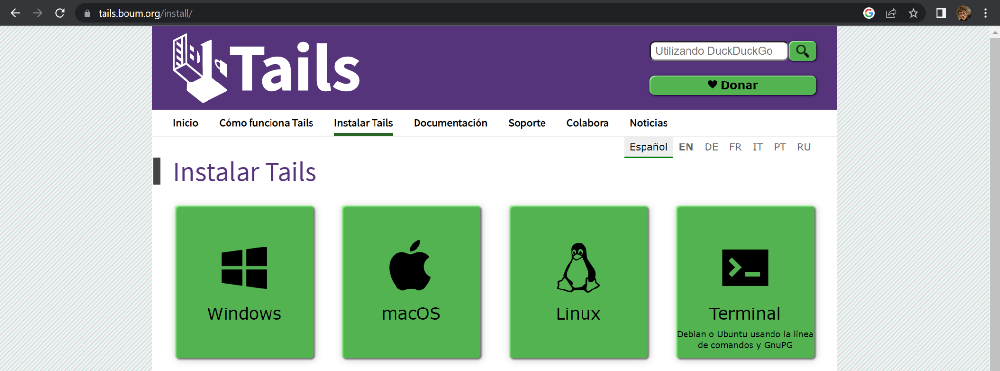 tails.boum.org/install/
Tails
Utilizando DuckDuckGo
Donar
Inicio Cómo funciona Tails Instalar Tails Documentación Soporte Colabora Noticias
Español EN DE FR IT PT RU
Instalar Tails
Windows macOS Linux Terminal
Debian o Ubuntu usando la línea
de comandos y GnuPG